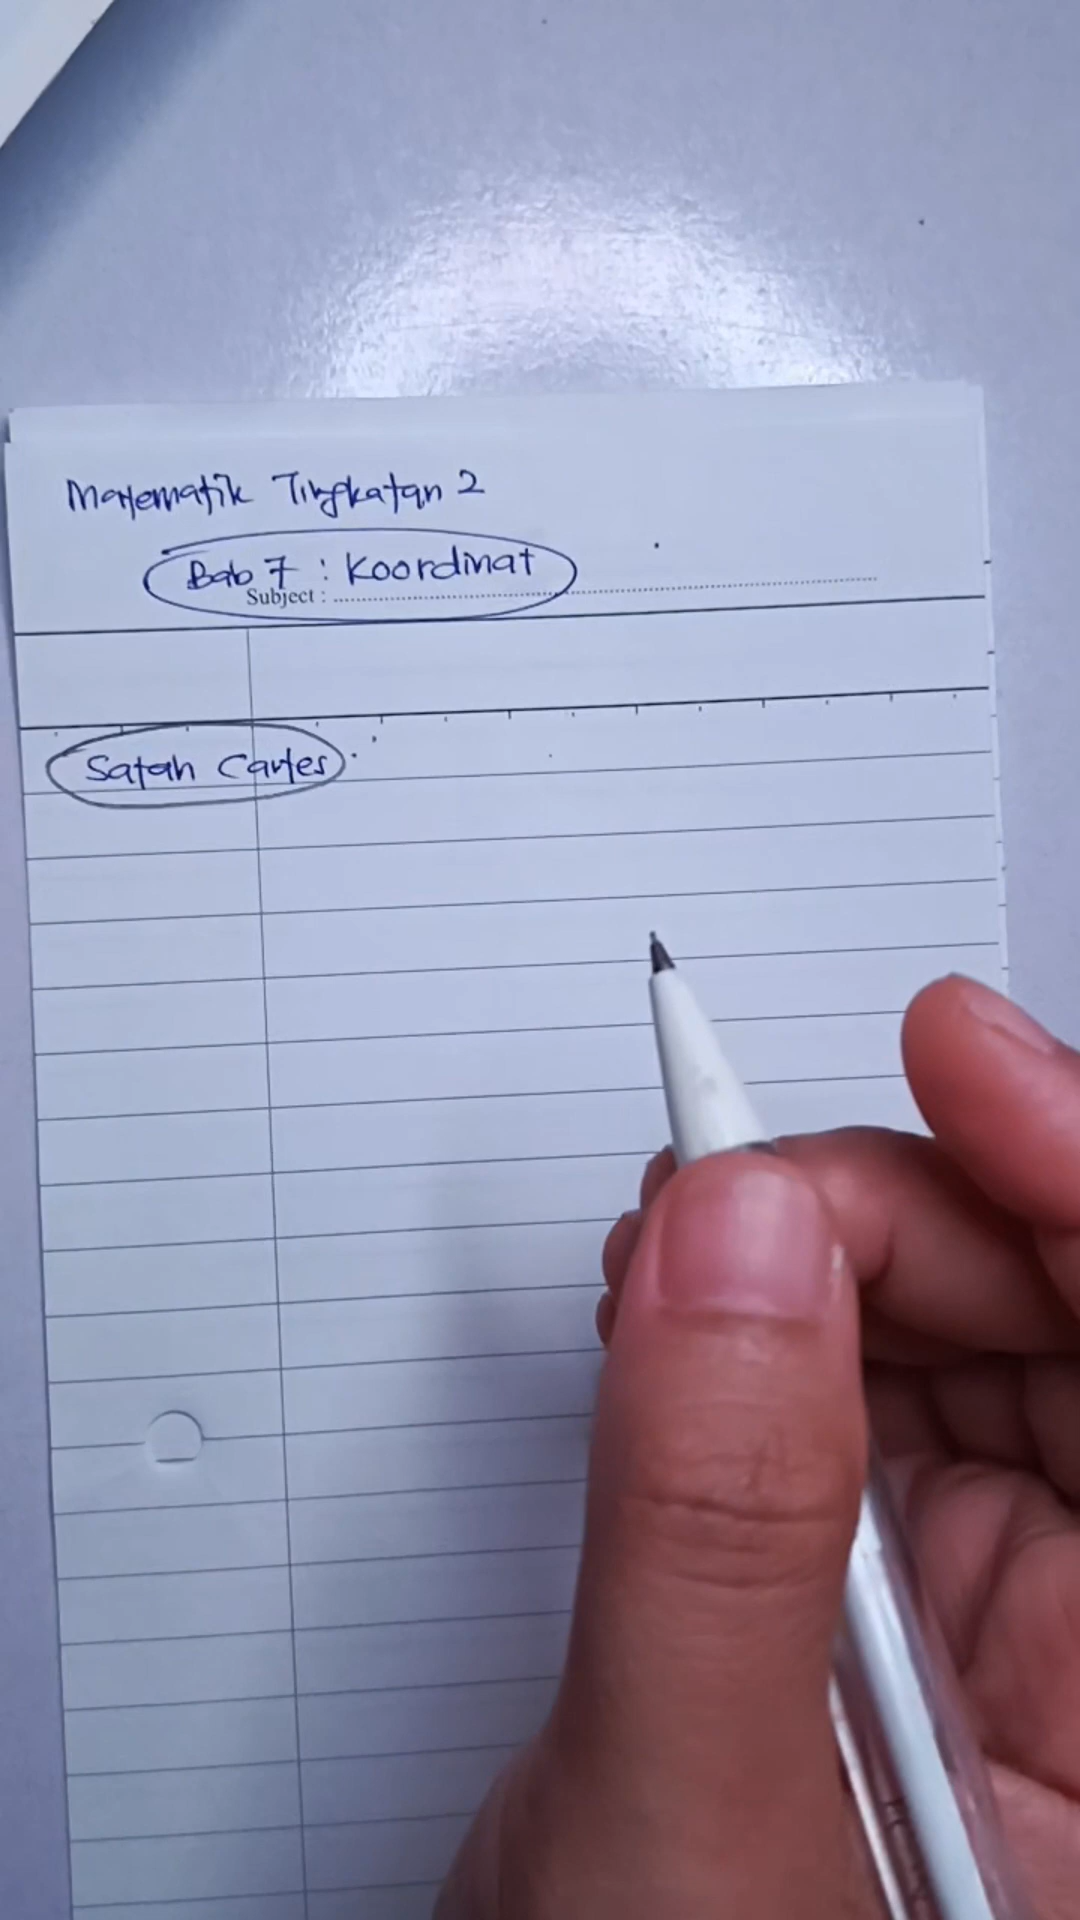 Matematik Tingkatan 2
Bab 7 : Koordinat
Subject :
Satah Cartes